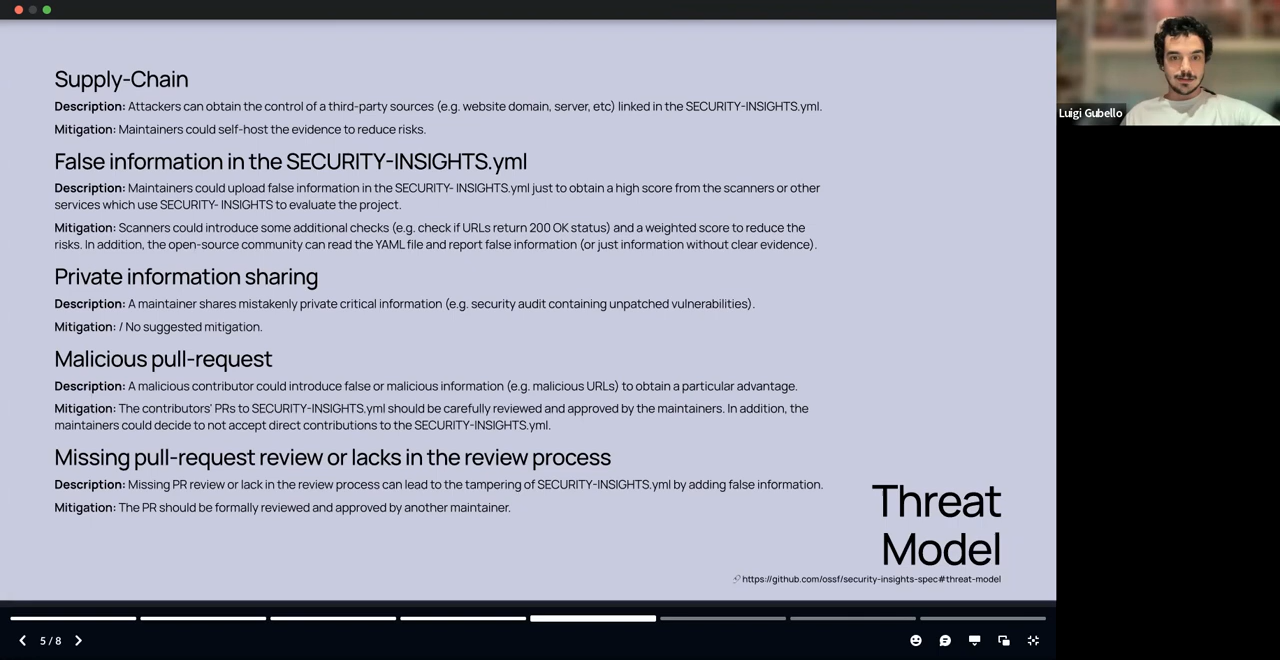 Supply-Chain
Description: Attackers can obtain the control of a third-party sources (e.g. website domain, server, etc) linked in the SECURITY-INSIGHTS.yml.
Mitigation: Maintainers could self-host the evidence to reduce risks.
False information in the SECURITY-INSIGHTS.yml
Description: Maintainers could upload false information in the SECURITY- INSIGHTS.yml just to obtain a high score from the scanners or other
services which use SECURITY- INSIGHTS to evaluate the project.
Mitigation: Scanners could introduce some additional checks (e.g. check if URLs return 200 OK status) and a weighted score to reduce the
risks. In addition, the open-source community can read the YAML file and report false information (or just information without clear evidence).
Private information sharing
Description: A maintainer shares mistakenly private critical information (e.g. security audit containing unpatched vulnerabilities).
Mitigation: / No suggested mitigation.
Malicious pull-request
Description: A malicious contributor could introduce false or malicious information (e.g. malicious URLs) to obtain a particular advantage.
Mitigation: The contributors' PRs to SECURITY-INSIGHTS.yml should be carefully reviewed and approved by the maintainers. In addition, the
maintainers could decide to not accept direct contributions to the SECURITY-INSIGHTS.yml.
Missing pull-request review or lacks in the review process
Description: Missing PR review or lack in the review process can lead to the tampering of SECURITY-INSIGHTS.yml by adding false information.
Mitigation: The PR should be formally reviewed and approved by another maintainer.
Threat
Model
https://github.com/ossf/security-insights-spec#threat-model
5 / 8
Luigi Gubello